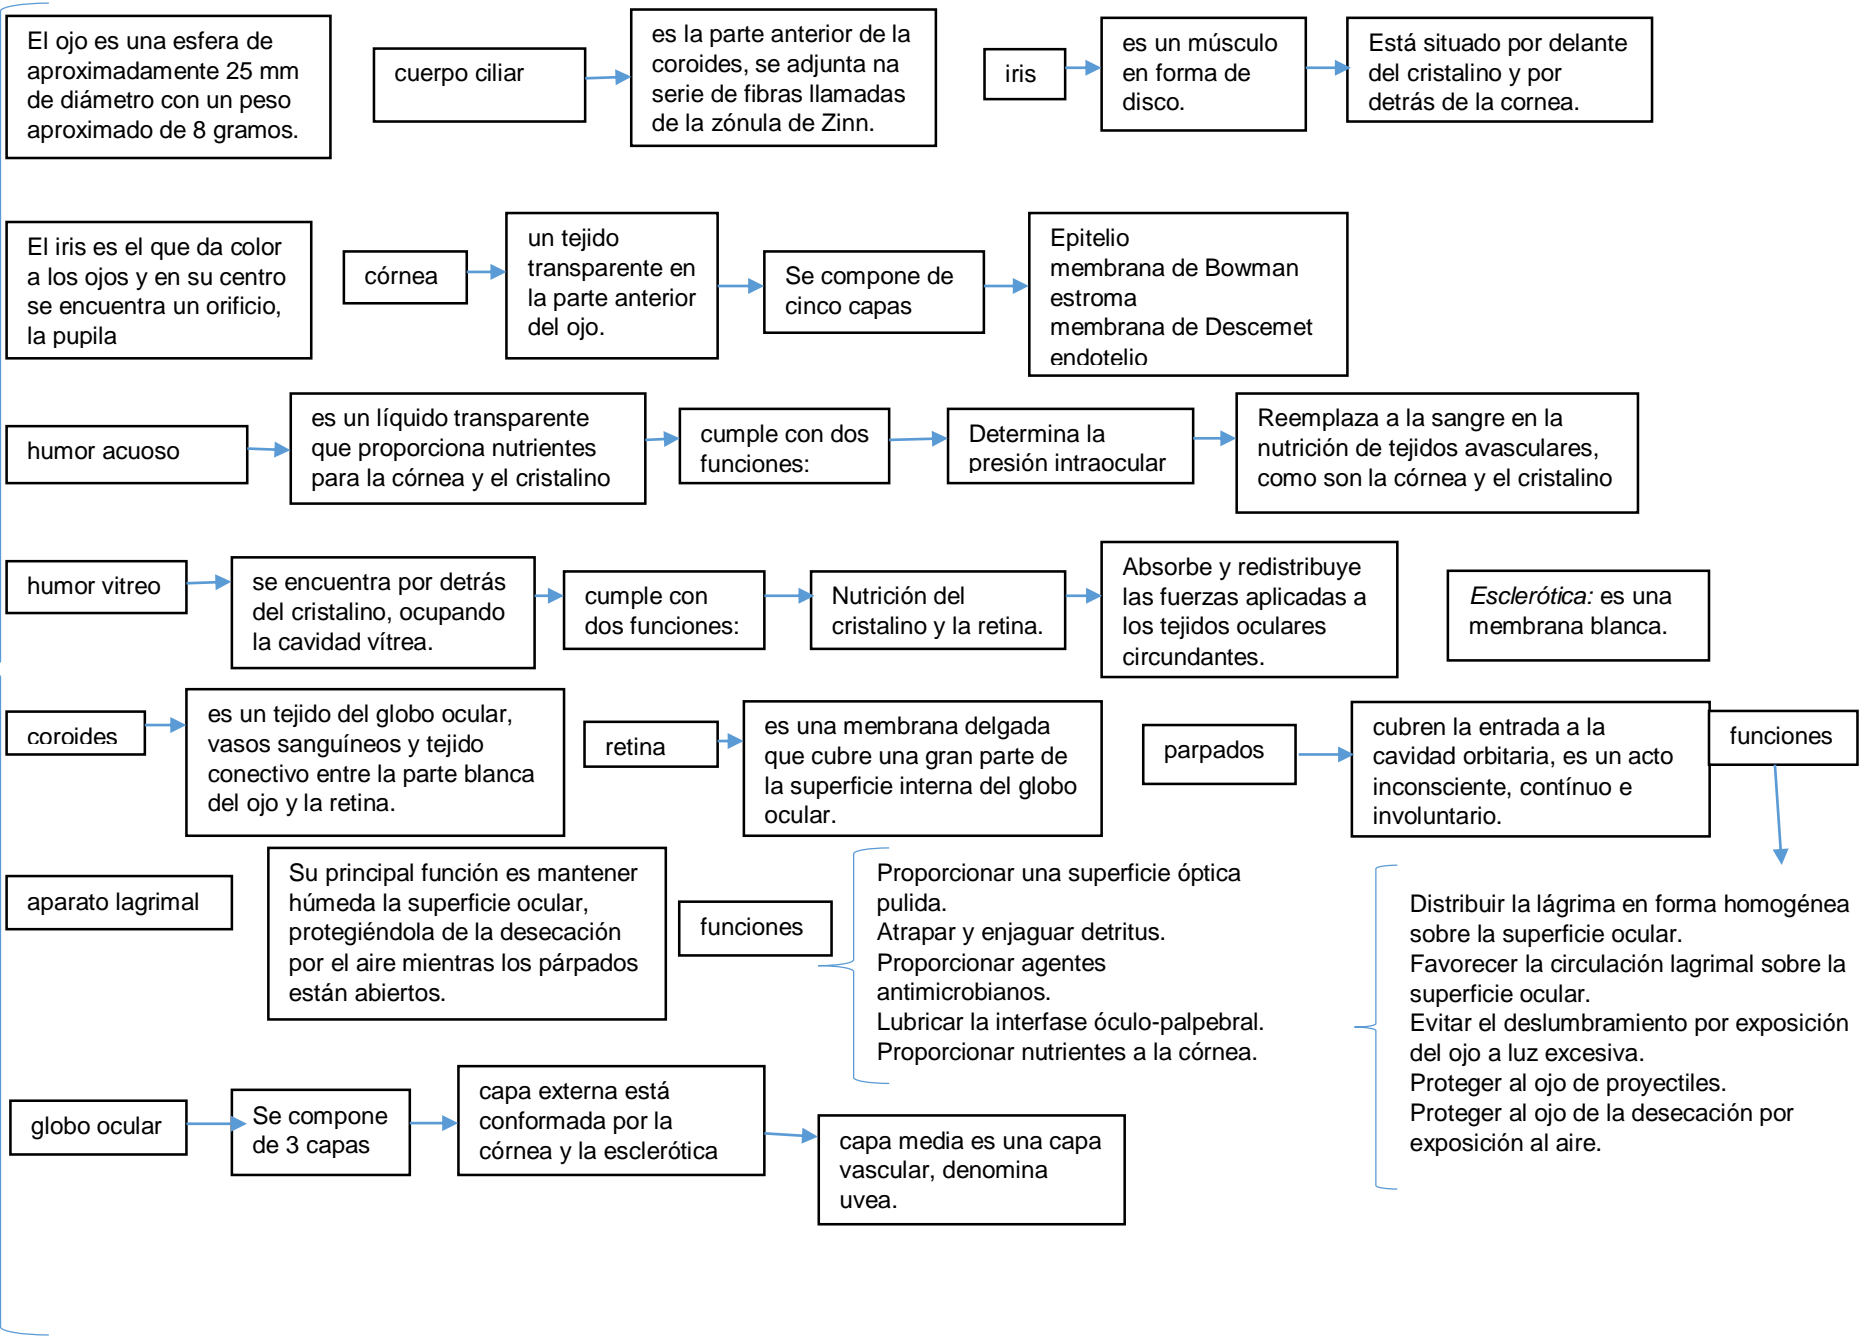 El ojo es una esfera de
aproximadamente 25 mm
de diámetro con un peso
aproximado de 8 gramos.
cuerpo ciliar
es la parte anterior de la
coroides, se adjunta na
serie de fibras llamadas
de la zónula de Zinn.
iris
es un músculo
en forma de
disco.
Está situado por delante
del cristalino y por
detrás de la cornea.
El iris es el que da color
a los ojos y en su centro
se encuentra un orificio,
la pupila
córnea
un tejido
transparente en
la parte anterior
del ojo.
Se compone de
cinco capas
Epitelio
membrana de Bowman
estroma
membrana de Descemet
endotelio
humor acuoso
es un líquido transparente
que proporciona nutrientes
para la córnea y el cristalino
cumple con dos
funciones:
Determina la
presión intraocular
Reemplaza a la sangre en la
nutrición de tejidos avasculares,
como son la córnea y el cristalino
humor vitreo
se encuentra por detrás
del cristalino, ocupando
la cavidad vítrea.
cumple con
dos funciones:
Nutrición del
cristalino y la retina.
Absorbe y redistribuye
las fuerzas aplicadas a
los tejidos oculares
circundantes.
Esclerótica: es una
membrana blanca.
coroides
es un tejido del globo ocular,
vasos sanguíneos y tejido
conectivo entre la parte blanca
del ojo y la retina.
retina
es una membrana delgada
que cubre una gran parte de
la superficie interna del globo
ocular.
parpados
cubren la entrada a la
cavidad orbitaria, es un acto
inconsciente, contínuo e
involuntario.
funciones
aparato lagrimal
Su principal función es mantener
húmeda la superficie ocular,
protegiéndola de la desecación
por el aire mientras los párpados
están abiertos.
funciones
Proporcionar una superficie óptica
pulida.
Atrapar y enjaguar detritus.
Proporcionar agentes
antimicrobianos.
Lubricar la interfase óculo-palpebral.
Proporcionar nutrientes a la córnea.
Distribuir la lágrima en forma homogénea
sobre la superficie ocular.
Favorecer la circulación lagrimal sobre la
superficie ocular.
Evitar el deslumbramiento por exposición
del ojo a luz excesiva.
Proteger al ojo de proyectiles.
Proteger al ojo de la desecación por
exposición al aire.
globo ocular
Se compone
de 3 capas
capa externa está
conformada por la
córnea y la esclerótica
capa media es una capa
vascular, denomina
uvea.